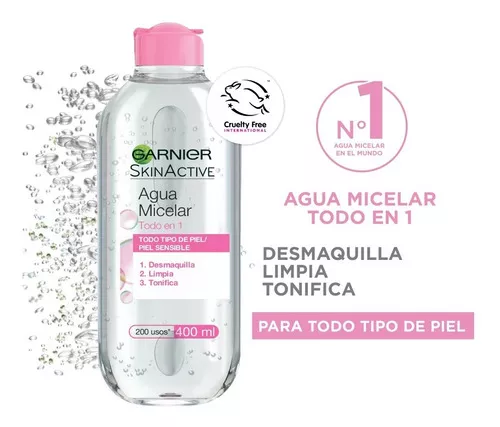 GARNIER
SKINACTIVE
Agua
Micelar
Todo en 1
TODO TIPO DE PIEL/
PIEL SENSIBLE
1. Desmaquilla
2. Limpia
3. Tonifica
200 usos* 400 ml
Cruelty Free
INTERNATIONAL
Nº1
AGUA MICELAR
EN EL MUNDO
AGUA MICELAR
TODO EN 1
DESMAQUILLA
LIMPIA
TONIFICA
PARA TODO TIPO DE PIEL